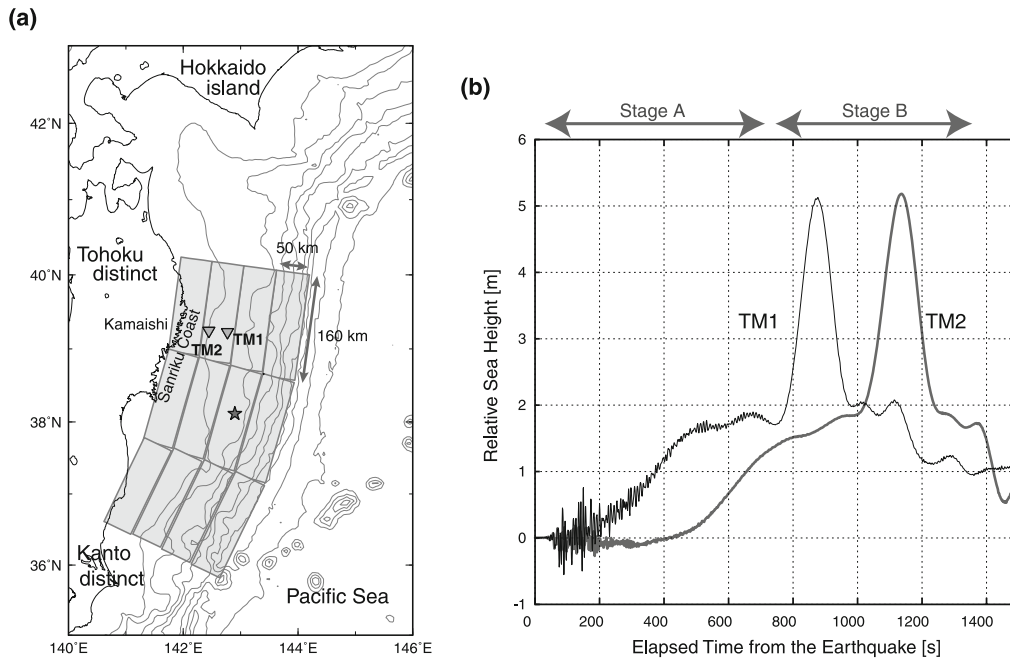 (a)
Hokkaido
island
42˚N
50 km
40˚N
Tohoku
distinct
Kamaishi
TM1
TM2
160 km
Sanriku Coast
38˚N
Kanto
distinct
36˚N
Pacific Sea
140˚E
142˚E
144˚E
146˚E
(b)
Stage A
Stage B
6
5
4
3
2
1
0
-1
TM1
TM2
Relative Sea Height [m]
0
200
400
600
800
1000
1200
1400
Elapsed Time from the Earthquake [s]